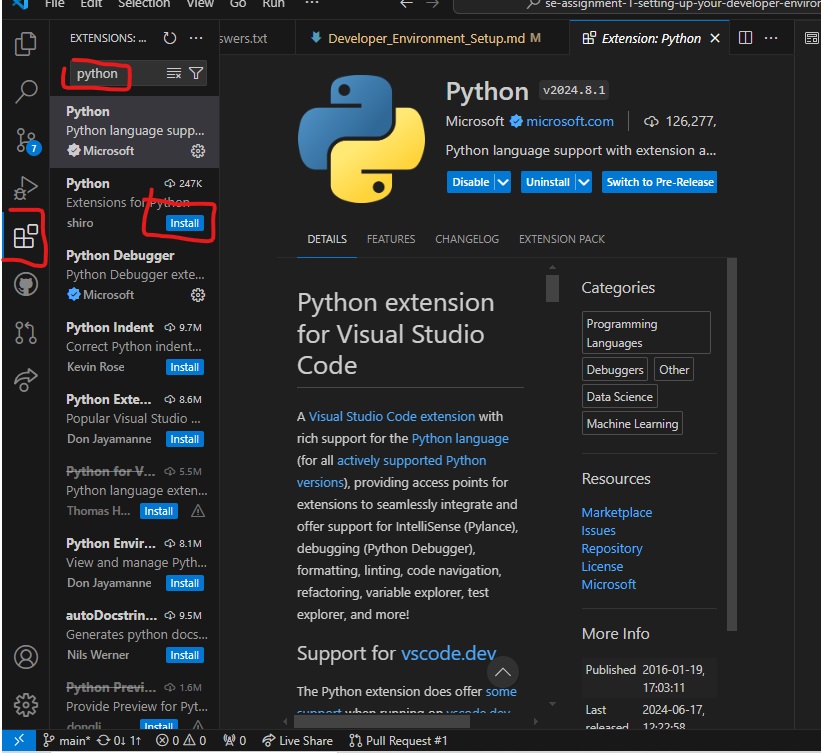 File Edit Selection View Go Run ···
se-assignment-1-setting-up-your-developer-environm
EXTENSIONS: ...
python
Python
Python language supp...
Microsoft
Python 247K
Extensions for Python
shiro Install
Python Debugger
Python Debugger exte...
Microsoft
Python Indent 9.7M
Correct Python indent...
Kevin Rose Install
Python Exte... 8.6M
Popular Visual Studio ...
Don Jayamanne Install
Python for V... 5.5M
Python language exten...
Thomas H... Install
Python Envir... 8.1M
View and manage Pyth...
Don Jayamanne Install
autoDocstrin... 9.5M
Generates python docs...
Nils Werner Install
Python Previ... 1.6M
Provide Preview for Pyt...
dongli Install
7
swers.txt
Developer_Environment_Setup.md M
Extension: Python
Python v2024.8.1
Microsoft microsoft.com 126,277,
Python language support with extension a...
Disable Uninstall Switch to Pre-Release
DETAILS FEATURES CHANGELOG EXTENSION PACK
Python extension
for Visual Studio
Code
A Visual Studio Code extension with
rich support for the Python language
(for all actively supported Python
versions), providing access points for
extensions to seamlessly integrate and
offer support for IntelliSense (Pylance),
debugging (Python Debugger),
formatting, linting, code navigation,
refactoring, variable explorer, test
explorer, and more!
Support for vscode.dev
The Python extension does offer some
support when running on vscode.dev
Categories
Programming
Languages
Debuggers Other
Data Science
Machine Learning
Resources
Marketplace
Issues
Repository
License
Microsoft
More Info
Published 2016-01-19,
17:03:11
Last 2024-06-17,
released 12:22:58
main* 0↓ 1↑ 0 0 0 Live Share Pull Request #1